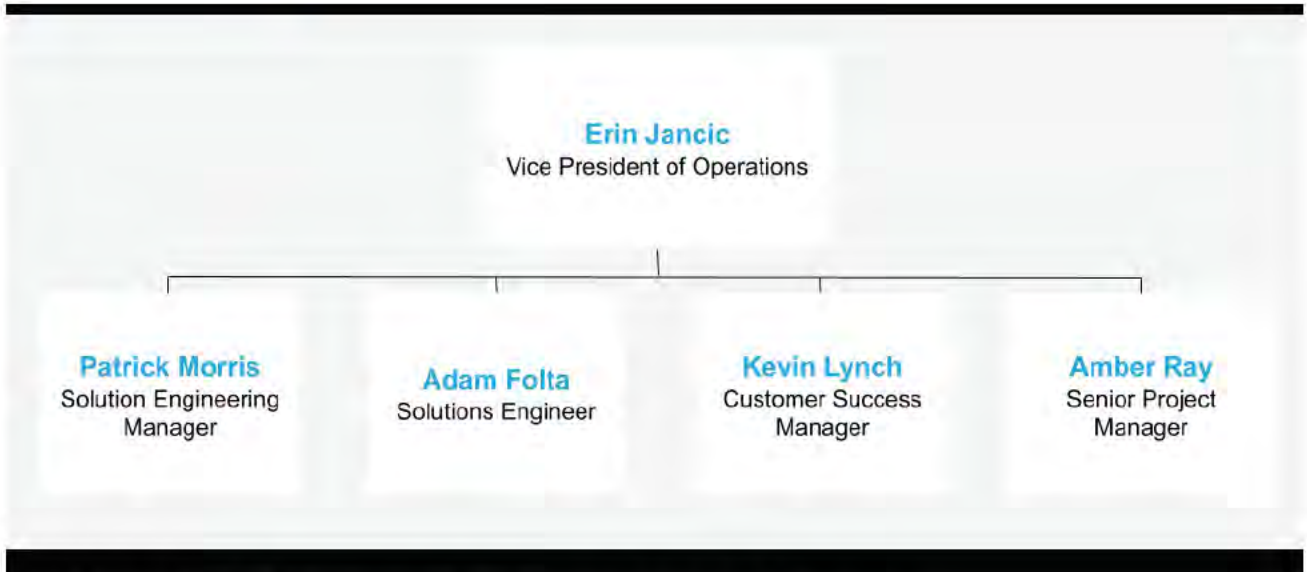 Erin Jancic
Vice President of Operations
Patrick Morris
Solution Engineering
Manager
Adam Folta
Solutions Engineer
Kevin Lynch
Customer Success
Manager
Amber Ray
Senior Project
Manager